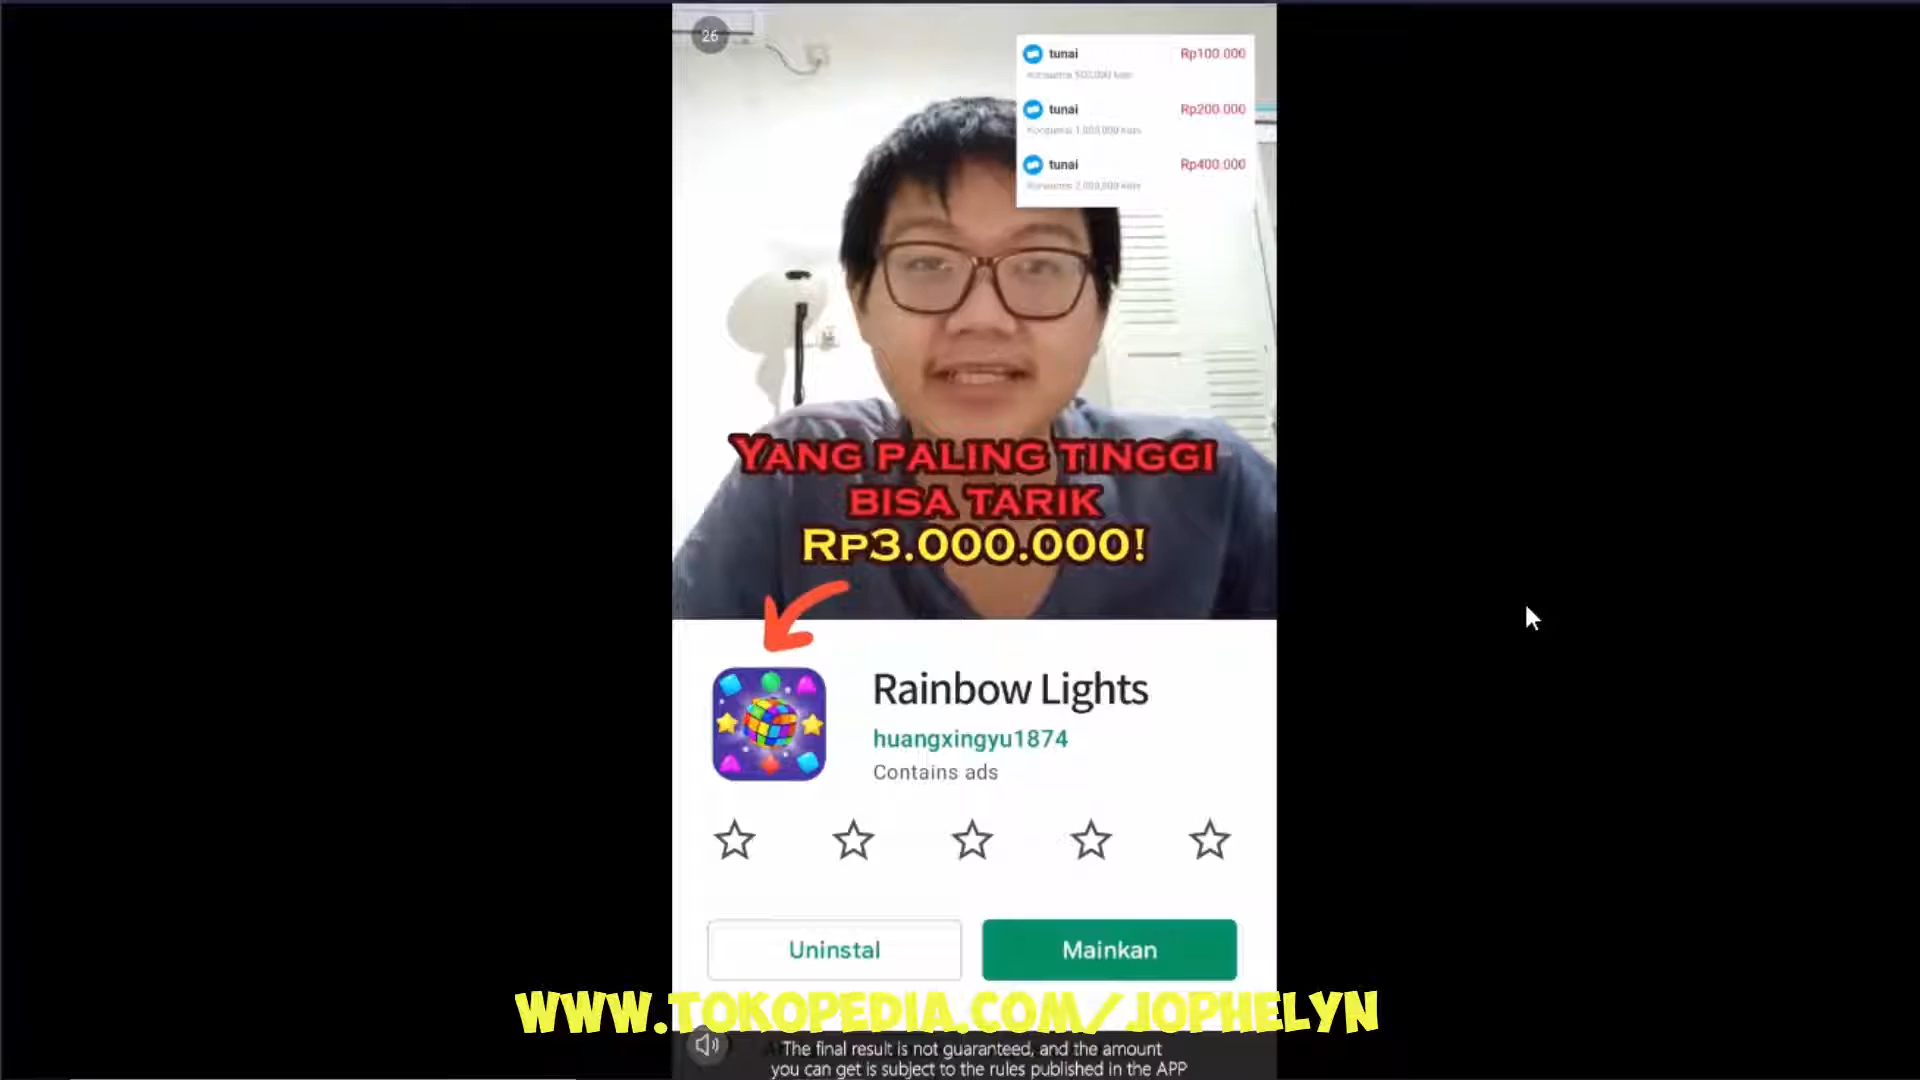 26
tunai Rp100.000
tunai Rp200.000
tunai Rp400.000
YANG PALING TINGGI
BISA TARIK
RP3.000.000!
Rainbow Lights
huangxingyu1874
Contains ads
Uninstal
Mainkan
WWW.TOKOPEDIA.COM/JOPHELYN
The final result is not guaranteed, and the amount
you can get is subject to the rules published in the APP